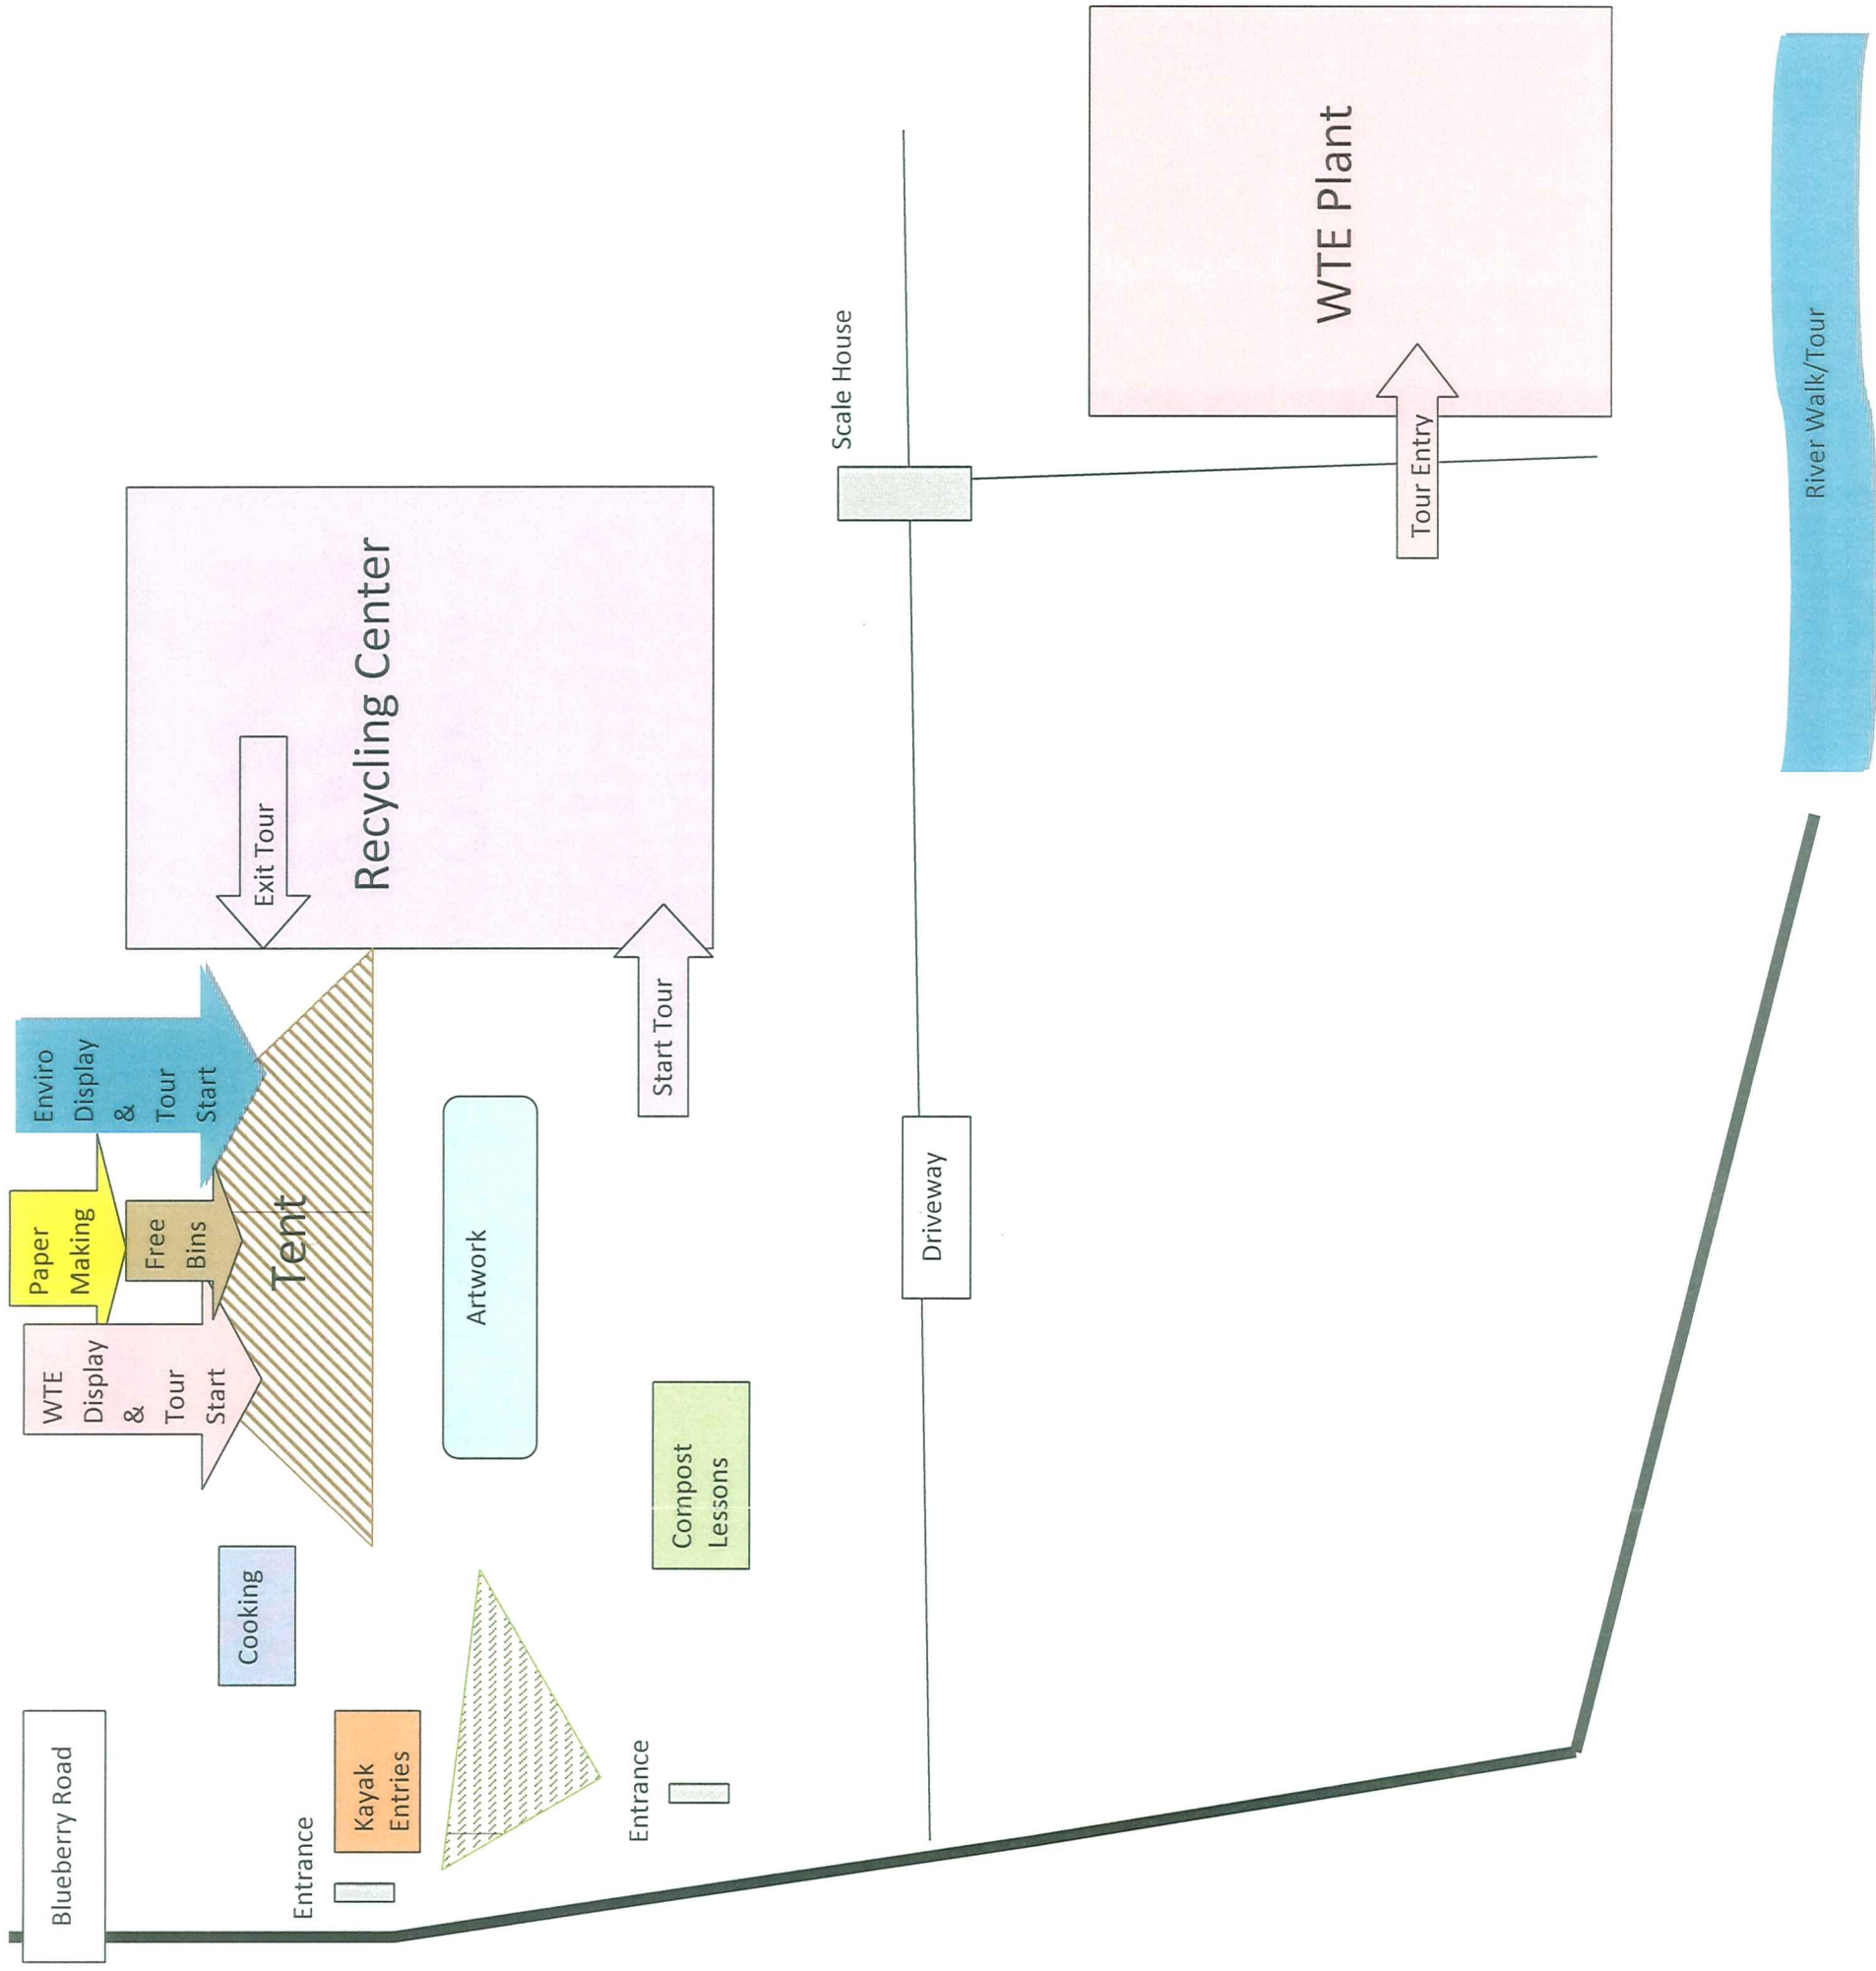 Blueberry Road
Entrance
Kayak
Entries
Cooking
Entrance
Compost
Lessons
WTE
Display
&
Tour
Start
Paper
Making
Free
Bins
Enviro
Display
&
Tour
Start
Tent
Artwork
Start Tour
Exit Tour
Recycling Center
Driveway
Scale House
Tour Entry
WTE Plant
River Walk/Tour